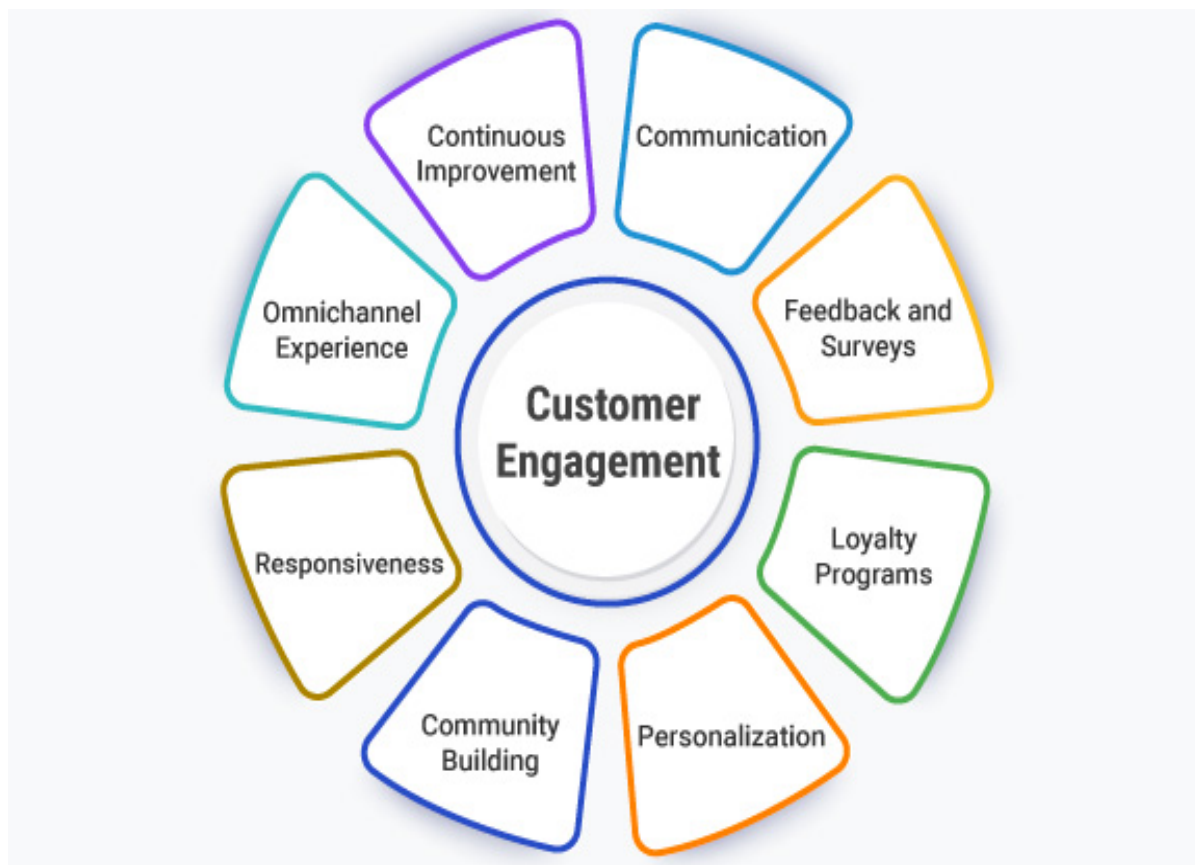 Continuous
Improvement
Communication
Omnichannel
Experience
Feedback and
Surveys
Customer
Engagement
Responsiveness
Loyalty
Programs
Community
Building
Personalization